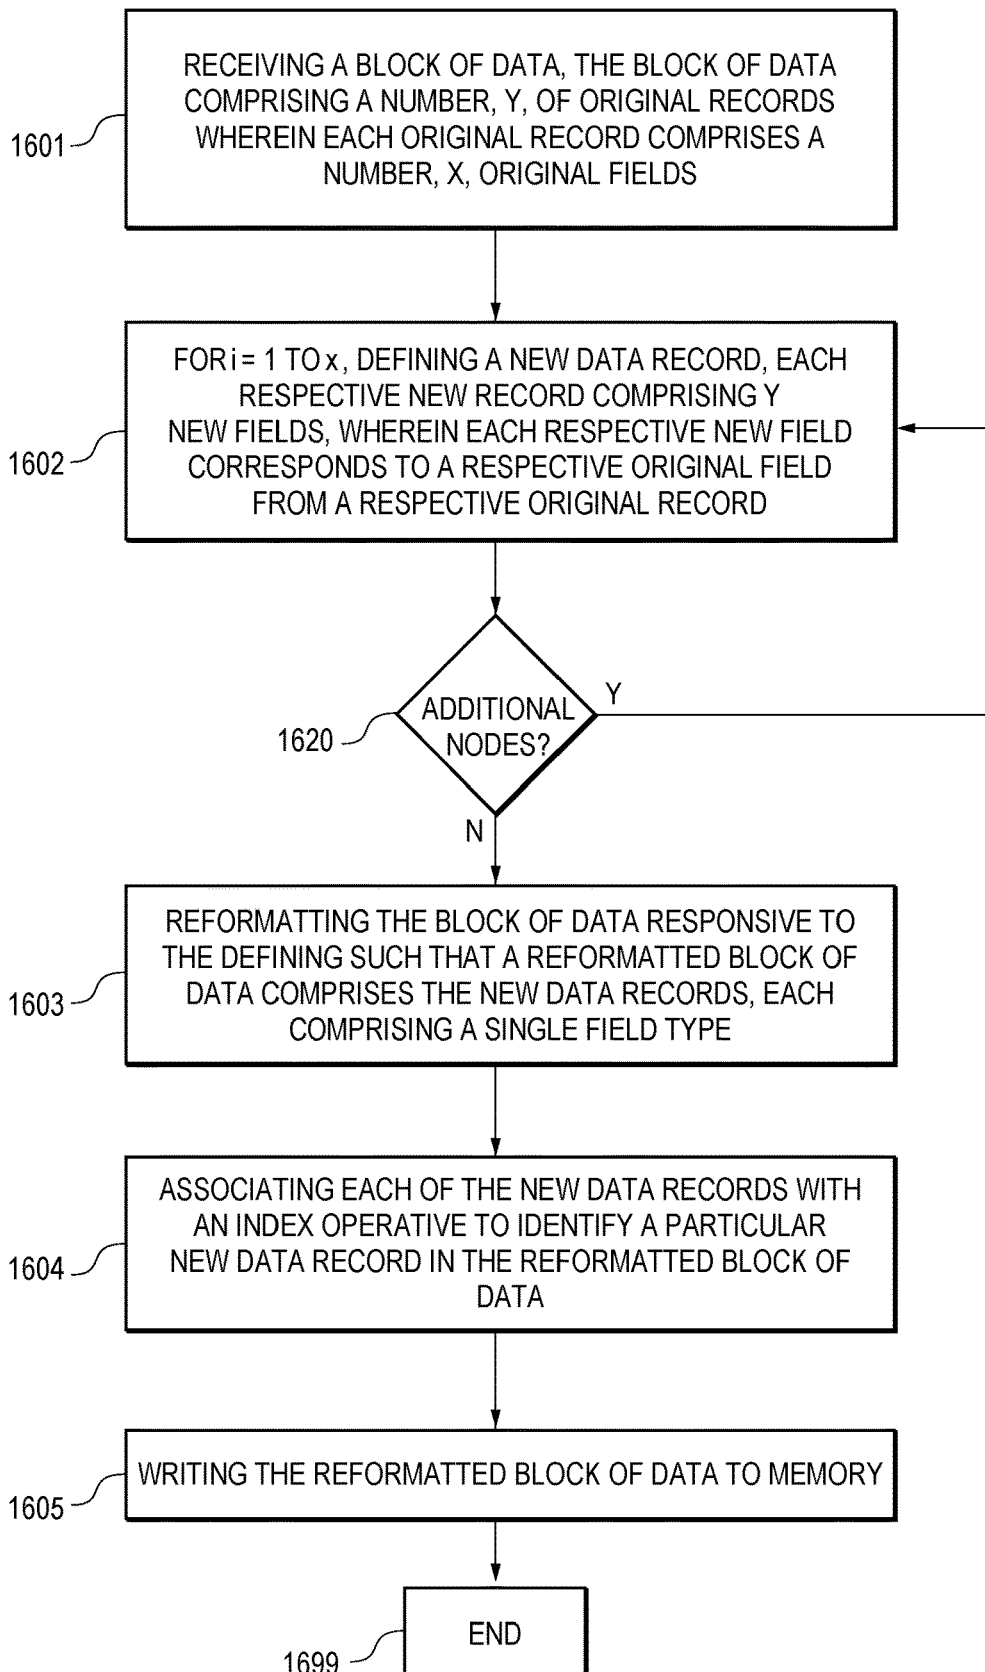 RECEIVING A BLOCK OF DATA, THE BLOCK OF DATA
COMPRISING A NUMBER, Y, OF ORIGINAL RECORDS
WHEREIN EACH ORIGINAL RECORD COMPRISES A
NUMBER, X, ORIGINAL FIELDS
1601
FOR i = 1 TO x, DEFINING A NEW DATA RECORD, EACH
RESPECTIVE NEW RECORD COMPRISING Y
NEW FIELDS, WHEREIN EACH RESPECTIVE NEW FIELD
CORRESPONDS TO A RESPECTIVE ORIGINAL FIELD
FROM A RESPECTIVE ORIGINAL RECORD
1602
ADDITIONAL
NODES?
1620
Y
N
REFORMATTING THE BLOCK OF DATA RESPONSIVE TO
THE DEFINING SUCH THAT A REFORMATTED BLOCK OF
DATA COMPRISES THE NEW DATA RECORDS, EACH
COMPRISING A SINGLE FIELD TYPE
1603
ASSOCIATING EACH OF THE NEW DATA RECORDS WITH
AN INDEX OPERATIVE TO IDENTIFY A PARTICULAR
NEW DATA RECORD IN THE REFORMATTED BLOCK OF
DATA
1604
WRITING THE REFORMATTED BLOCK OF DATA TO MEMORY
1605
END
1699